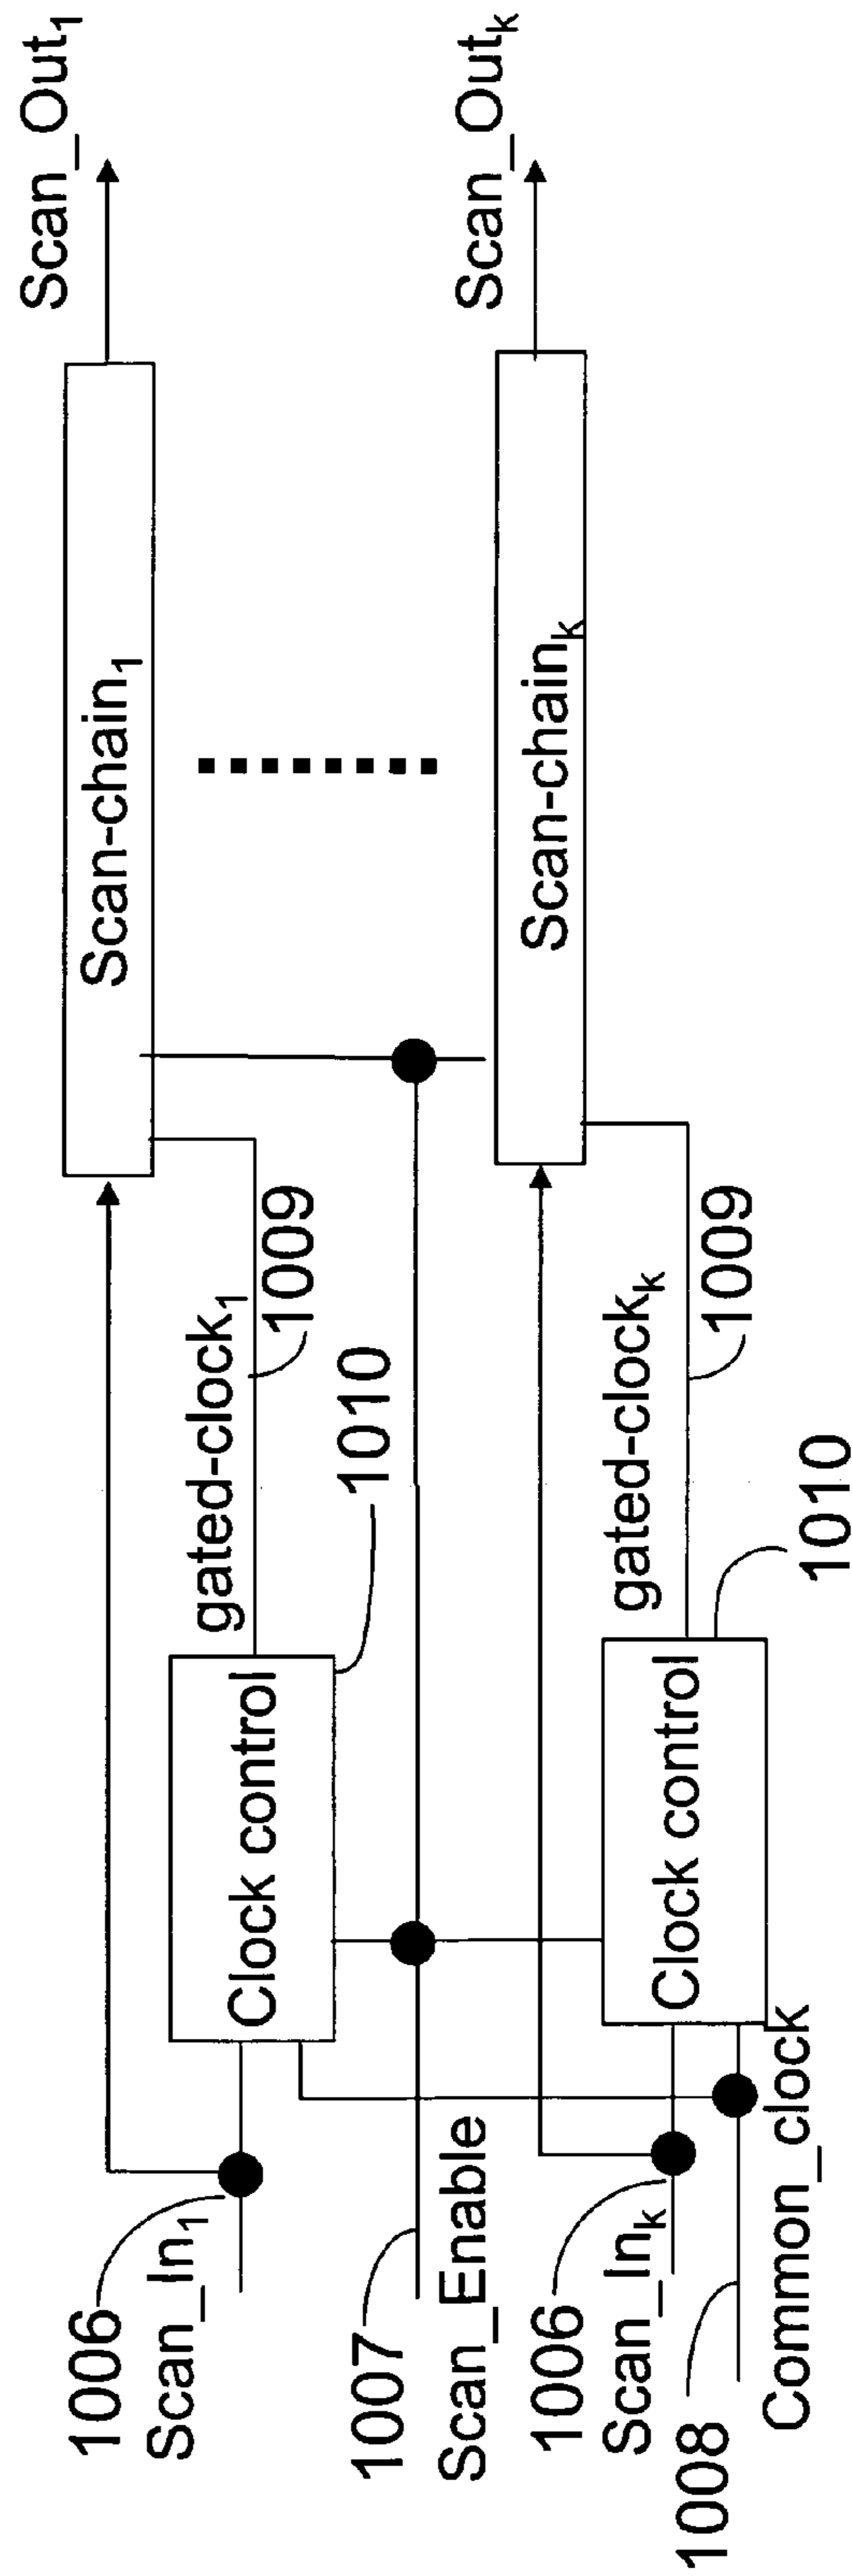 Scan_Out1
Scan-chain1
gated-clock1
1009
1010
Clock control
1006
Scan_In1
1007
Scan_Enable
Scan_Outk
Scan-chaink
gated-clockk
1009
1010
Clock control
1006
Scan_Ink
1008
Common_clock